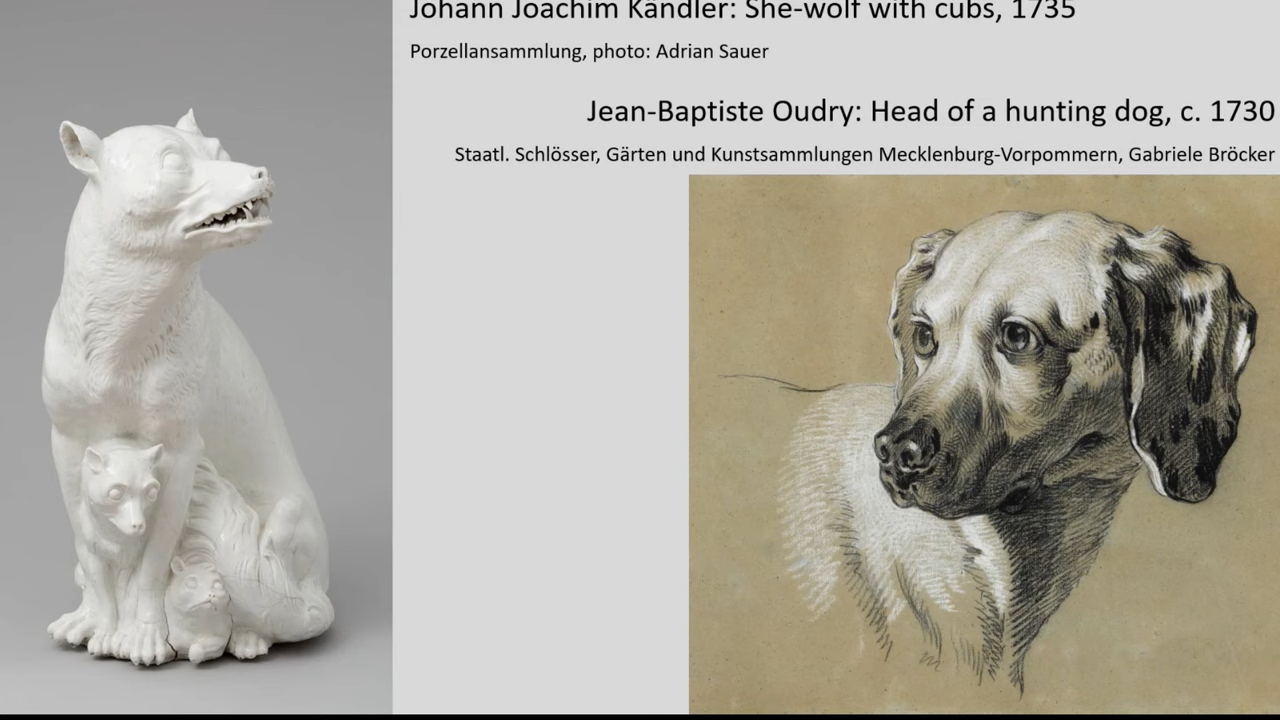 Johann Joachim Kändler: She-wolf with cubs, 1735
Porzellansammlung, photo: Adrian Sauer
Jean-Baptiste Oudry: Head of a hunting dog, c. 1730
Staatl. Schlösser, Gärten und Kunstsammlungen Mecklenburg-Vorpommern, Gabriele Bröcker